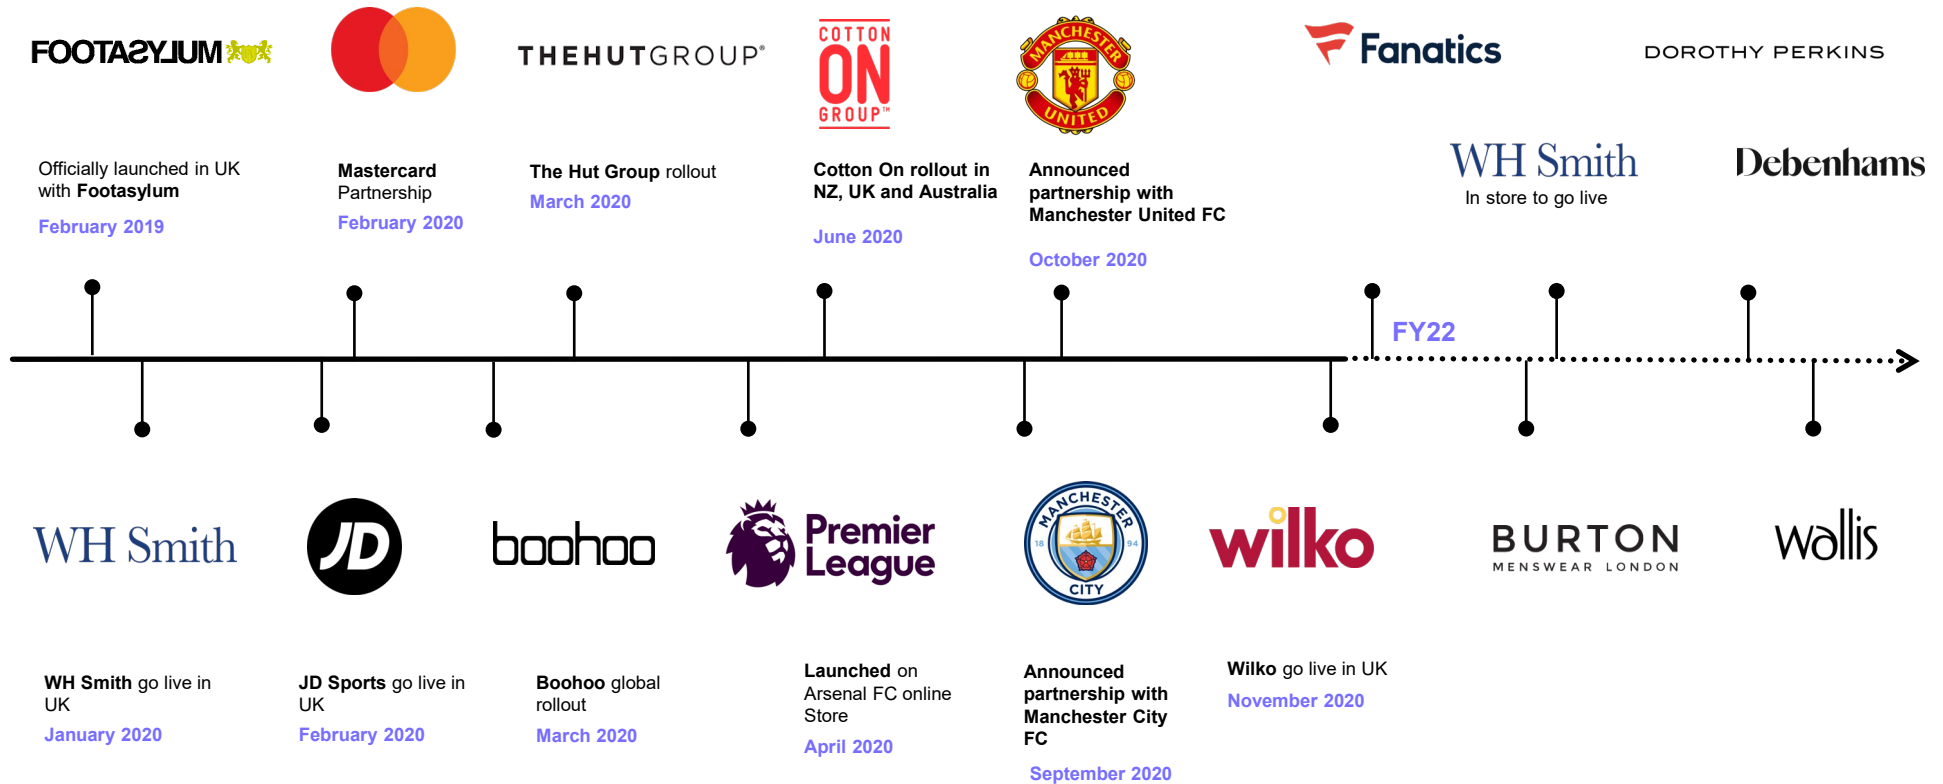 FOOTASYLUM
THEHUTGROUP®
COTTON
ON
GROUP™
MANCHESTER
UNITED
Fanatics
DOROTHY PERKINS
WH Smith
In store to go live
Debenhams
Officially launched in UK
with Footasylum
February 2019
Mastercard
Partnership
February 2020
The Hut Group rollout
March 2020
Cotton On rollout in
NZ, UK and Australia
June 2020
Announced
partnership with
Manchester United FC
October 2020
FY22
WH Smith
JD
boohoo
Premier
League
MANCHESTER
18 94
CITY
wilko
BURTON
MENSWEAR LONDON
wallis
WH Smith go live in
UK
January 2020
JD Sports go live in
UK
February 2020
Boohoo global
rollout
March 2020
Launched on
Arsenal FC online
Store
April 2020
Announced
partnership with
Manchester City
FC
September 2020
Wilko go live in UK
November 2020